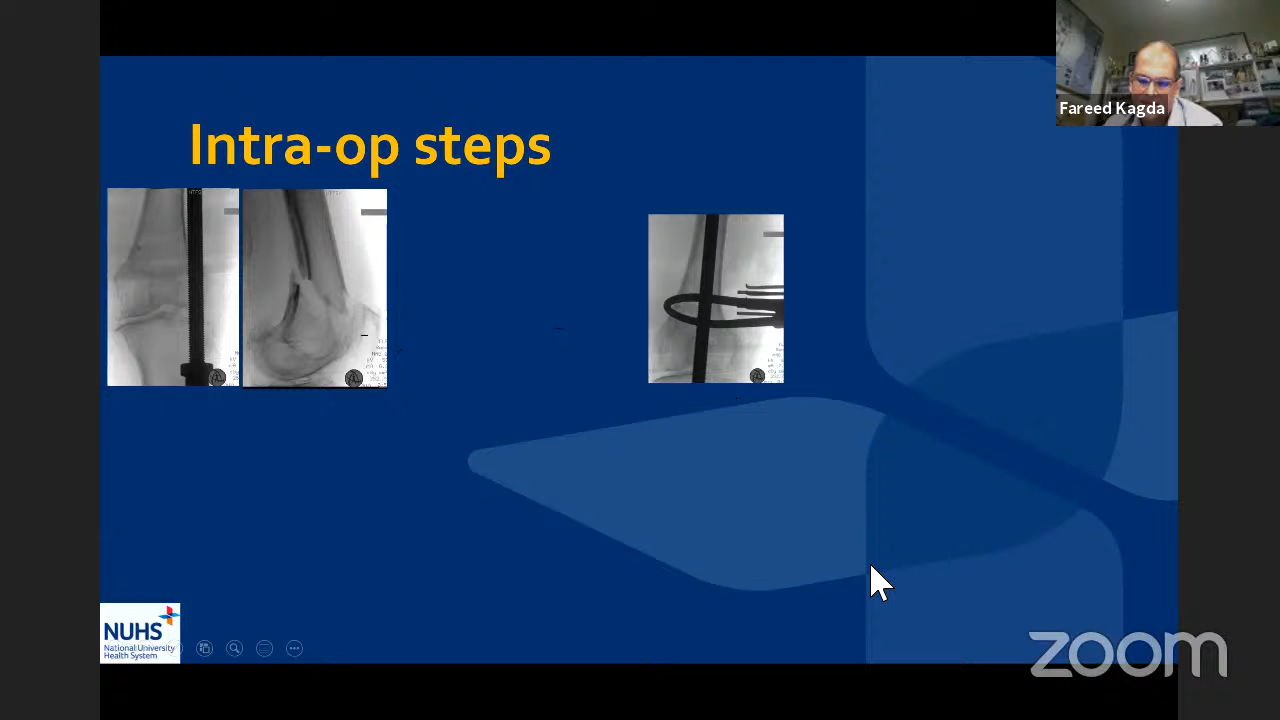 Fareed Kagda
Intra-op steps
NUHS
National University
Health System
zoom